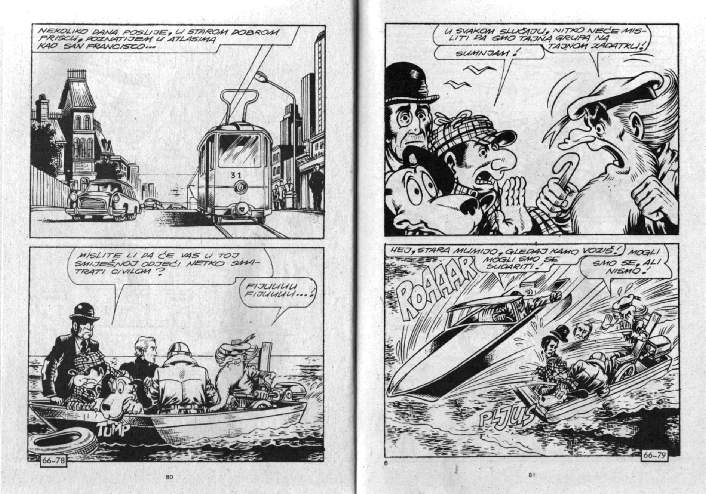 NEKOLIKO DANA POSLIJE, U STAROM DOBROM
FRISCU, POZNATIJEM U ATLASIMA
KAO SAN FRANCISCO...
31
MISLITE LI DA ĆE VAS U TOJ
SMIJEŠNOJ ODJEĆI NETKO SMA-
TRATI CIVILOM?
FIJUUUU
FIJUUUU...!
TUMP
66-78
80
U SVAKOM SLUČAJU, NITKO NEĆE MIS-
LITI DA SMO TAJNA GRUPA NA
TAJNOM ZADATKU!
SUMNJAM!
HEJ, STARA MUMIJO, GLEDAJ KAMO VOZIŠ!
MOGLI SMO SE
SUDARITI!
MOGLI
SMO SE, ALI
NISMO!
ROAAAR
PLJUS
66-79
6
81